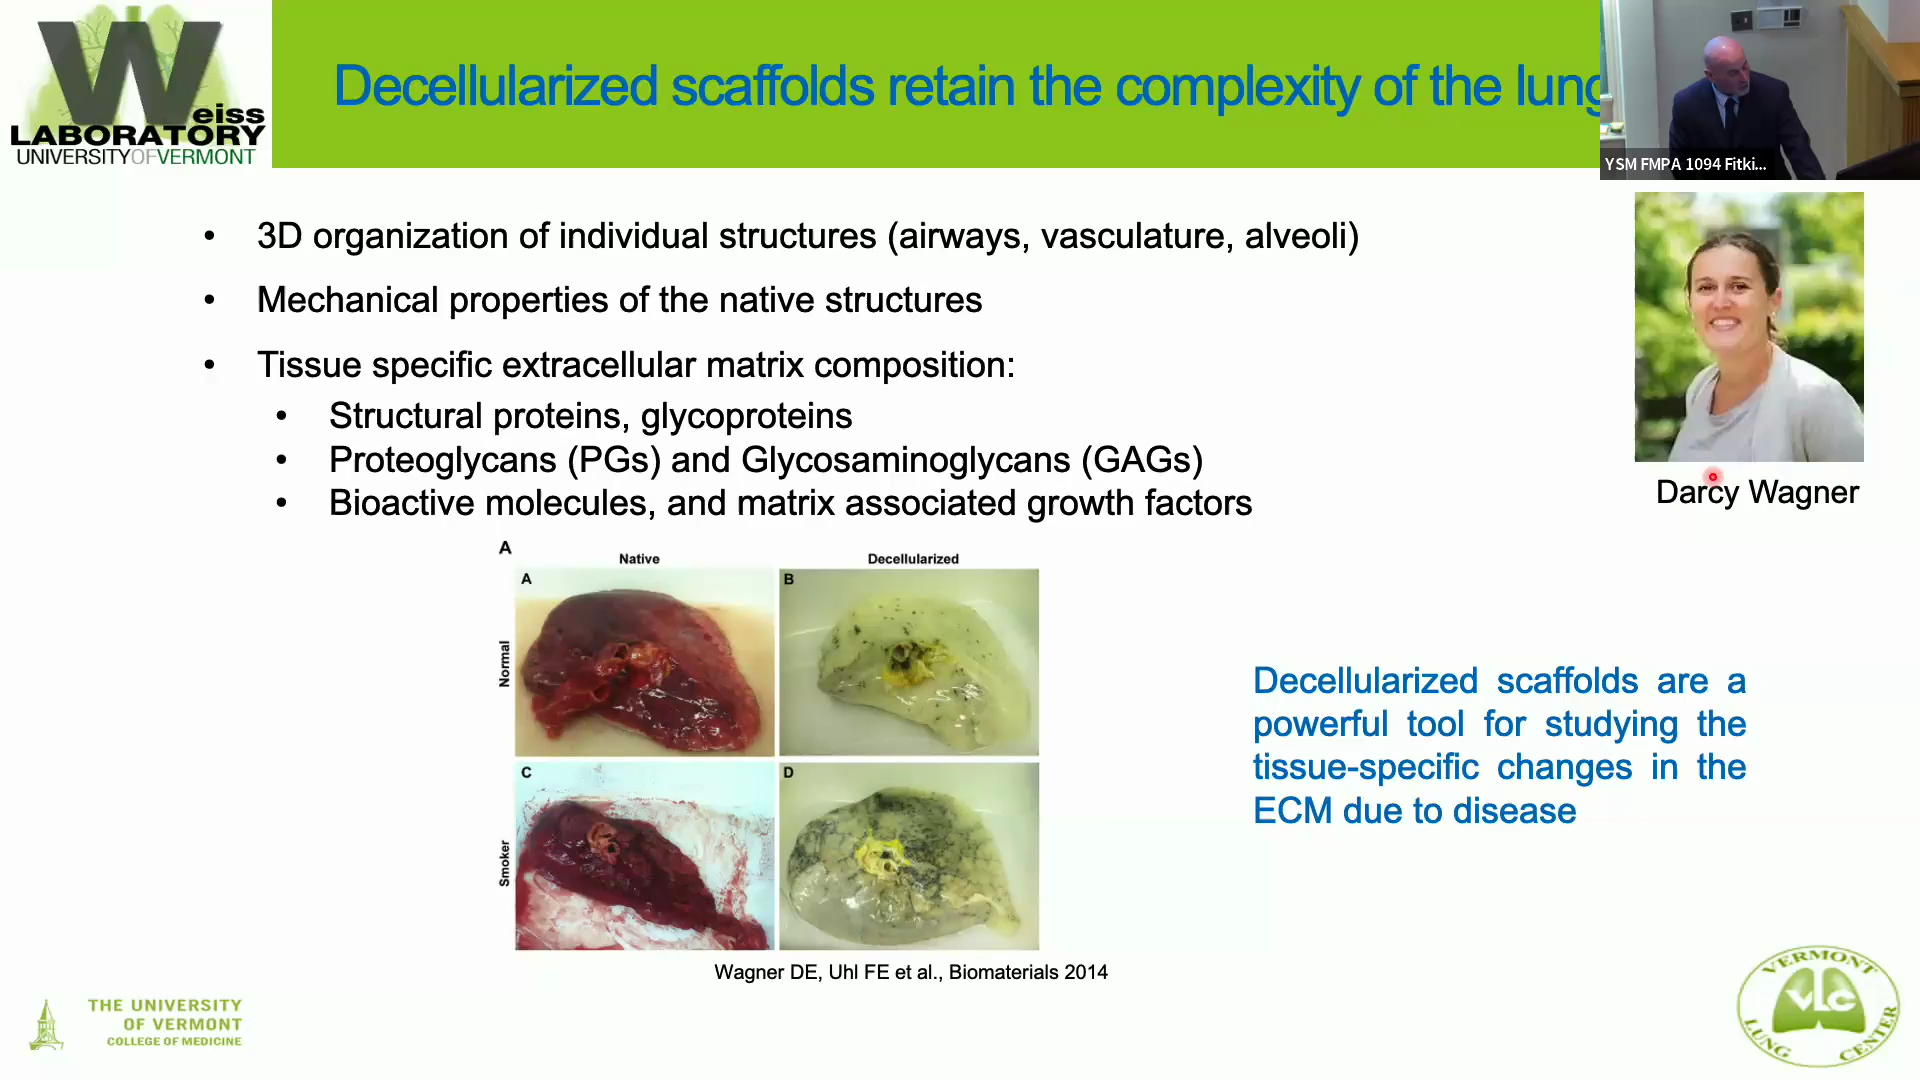 Weiss
LABORATORY
UNIVERSITYOFVERMONT
Decellularized scaffolds retain the complexity of the lung
YSM FMPA 1094 Fitki...
• 3D organization of individual structures (airways, vasculature, alveoli)
• Mechanical properties of the native structures
• Tissue specific extracellular matrix composition:
• Structural proteins, glycoproteins
• Proteoglycans (PGs) and Glycosaminoglycans (GAGs)
• Bioactive molecules, and matrix associated growth factors
Darcy Wagner
A
Native
Decellularized
A
B
Normal
C
D
Smoker
Decellularized scaffolds are a
powerful tool for studying the
tissue-specific changes in the
ECM due to disease
Wagner DE, Uhl FE et al., Biomaterials 2014
THE UNIVERSITY
OF VERMONT
COLLEGE OF MEDICINE
VERMONT
VLC
LUNG CENTER